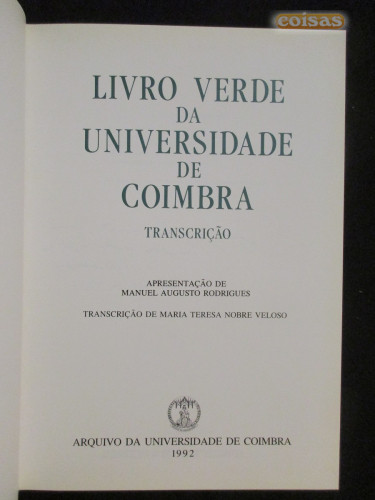 coisas
LIVRO VERDE
DA
UNIVERSIDADE
DE
COIMBRA
TRANSCRIÇÃO
APRESENTAÇÃO DE
MANUEL AUGUSTO RODRIGUES
TRANSCRIÇÃO DE MARIA TERESA NOBRE VELOSO
ARQUIVO DA UNIVERSIDADE DE COIMBRA
1992